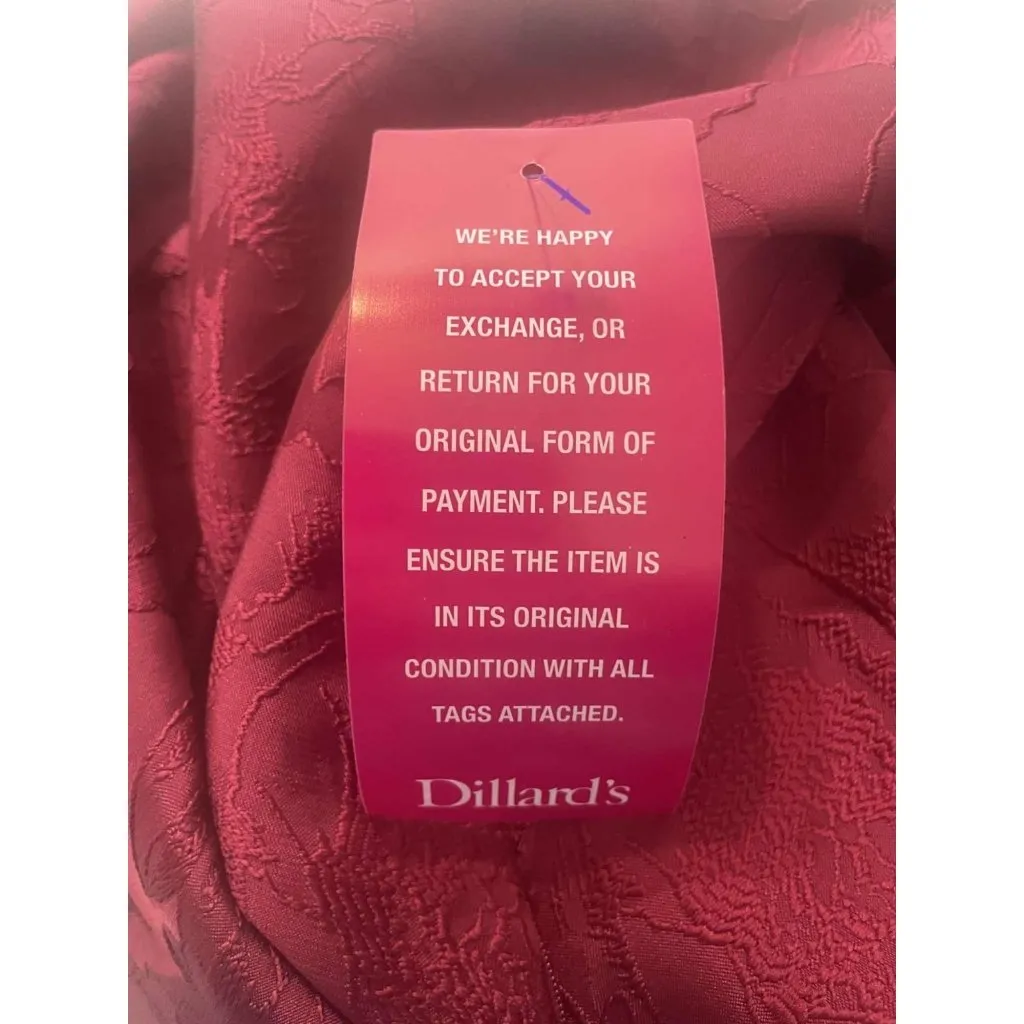 WE'RE HAPPY
TO ACCEPT YOUR
EXCHANGE, OR
RETURN FOR YOUR
ORIGINAL FORM OF
PAYMENT. PLEASE
ENSURE THE ITEM IS
IN ITS ORIGINAL
CONDITION WITH ALL
TAGS ATTACHED.
Dillard's